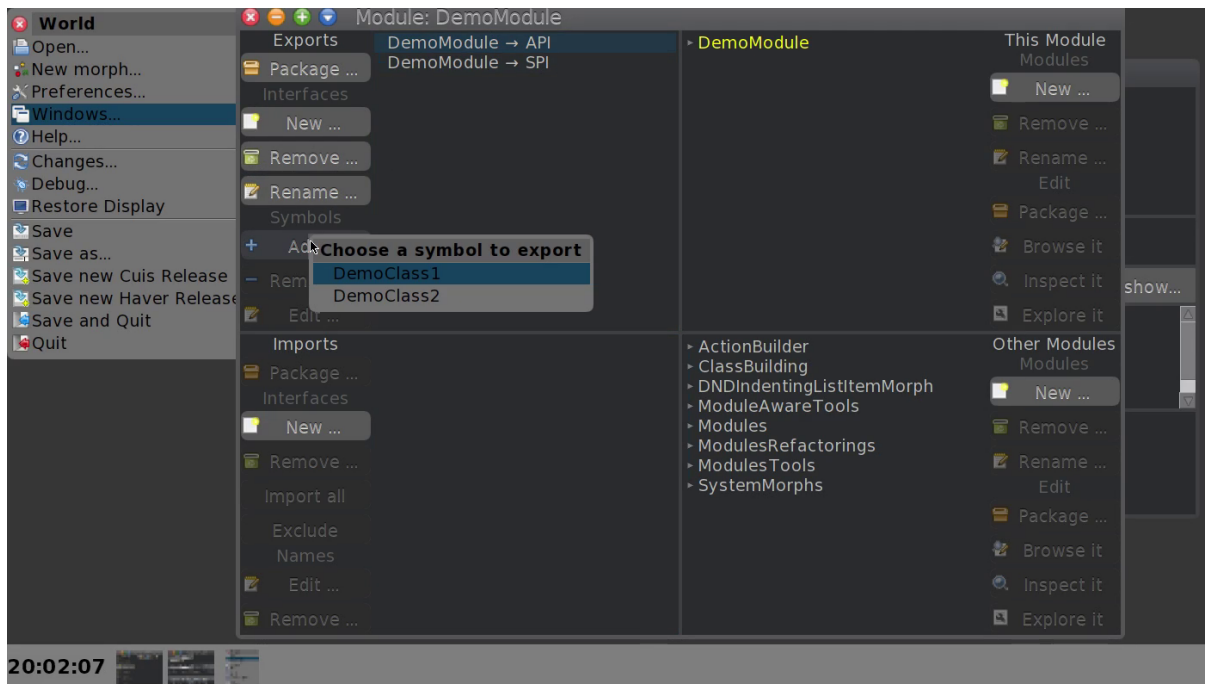 World
Open...
New morph...
Preferences...
Windows...
Help...
Changes...
Debug...
Restore Display
Save
Save as...
Save new Cuis Release
Save new Haver Release
Save and Quit
Quit
Module: DemoModule
Exports
Package ...
Interfaces
New ...
Remove ...
Rename ...
Symbols
Choose a symbol to export
DemoClass1
DemoClass2
Edit ...
DemoModule → API
DemoModule → SPI
DemoModule
This Module
Modules
New ...
Remove ...
Rename ...
Edit
Package ...
Browse it
Inspect it
Explore it
show...
Imports
Package ...
Interfaces
New ...
Remove ...
Import all
Exclude
Names
Edit ...
Remove ...
ActionBuilder
ClassBuilding
DNDIndentingListItemMorph
ModuleAwareTools
Modules
ModulesRefactorings
ModulesTools
SystemMorphs
Other Modules
Modules
New ...
Remove ...
Rename ...
Edit
Package ...
Browse it
Inspect it
Explore it
20:02:07